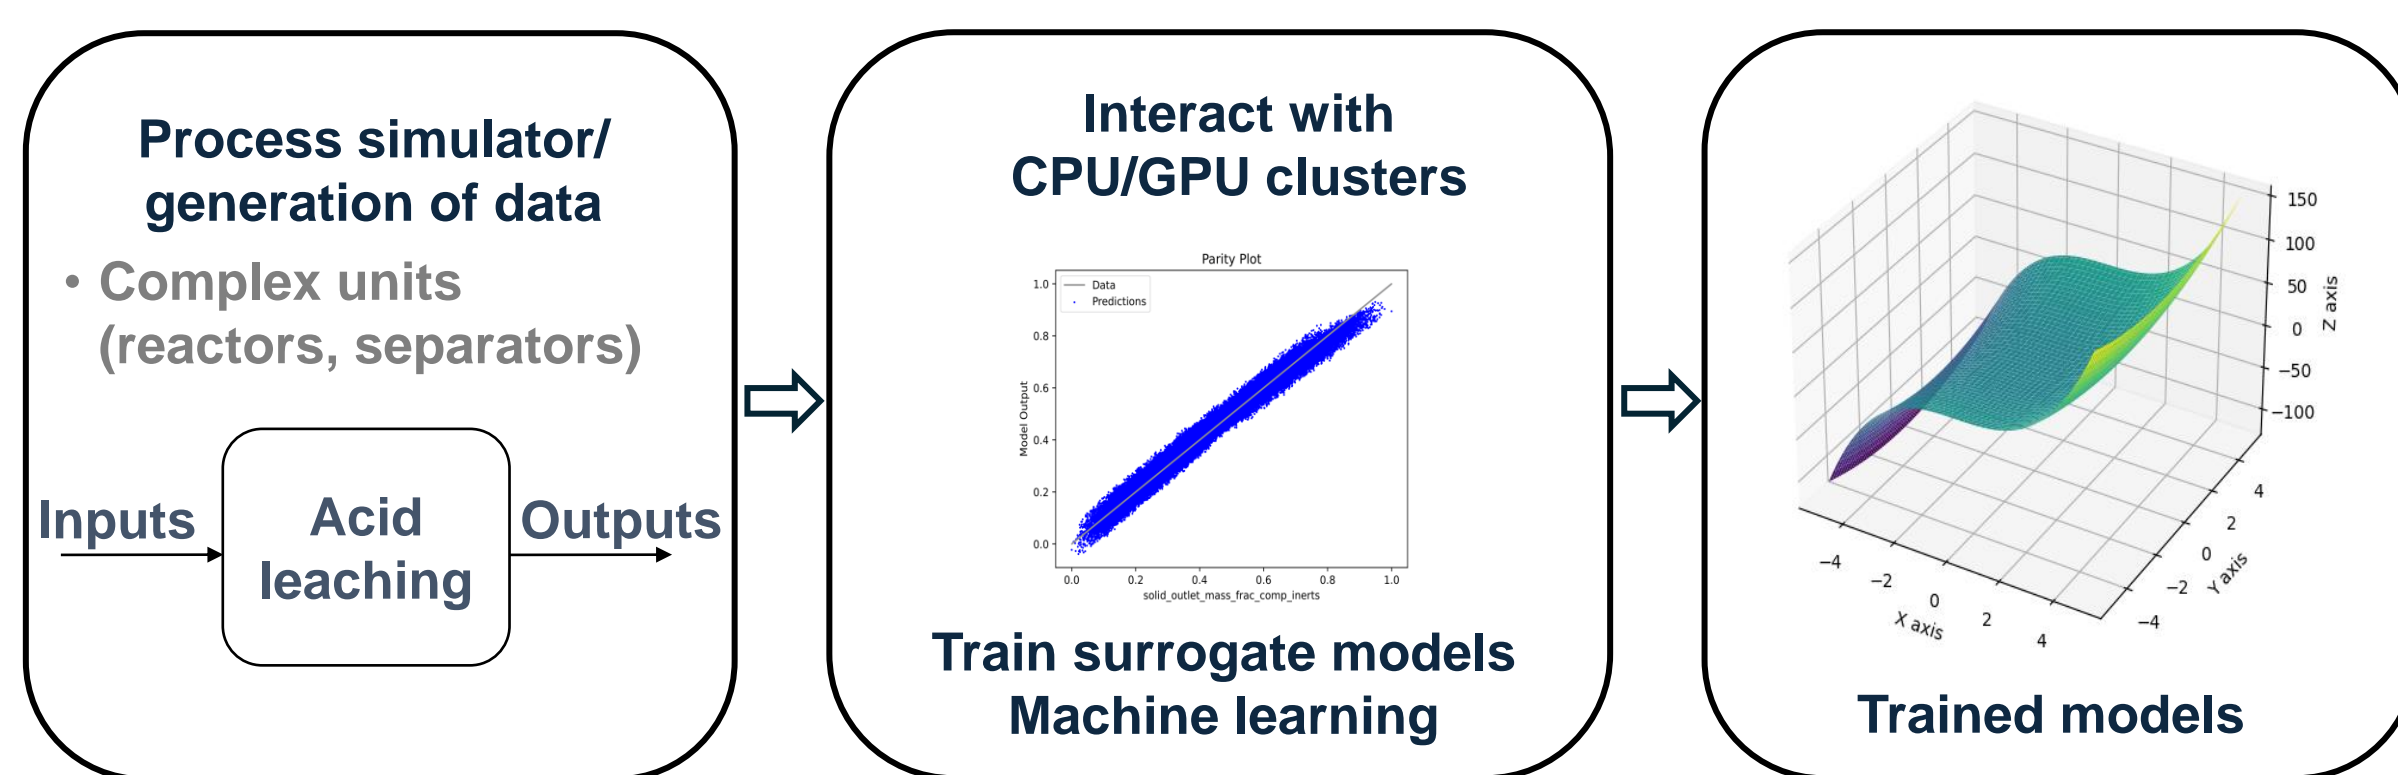 Process simulator/
generation of data
• Complex units
(reactors, separators)
Inputs
Acid
leaching
Outputs
Interact with
CPU/GPU clusters
Parity Plot
Data
Predictions
1.0
0.8
0.6
0.4
0.2
0.0
Model Output
0.0 0.2 0.4 0.6 0.8 1.0
solid_outlet_mass_frac_comp_inerts
Train surrogate models
Machine learning
150
100
50
0
−50
−100
Z axis
−4 −2 0 2 4
X axis
−4 −2 0 2 4
Y axis
Trained models